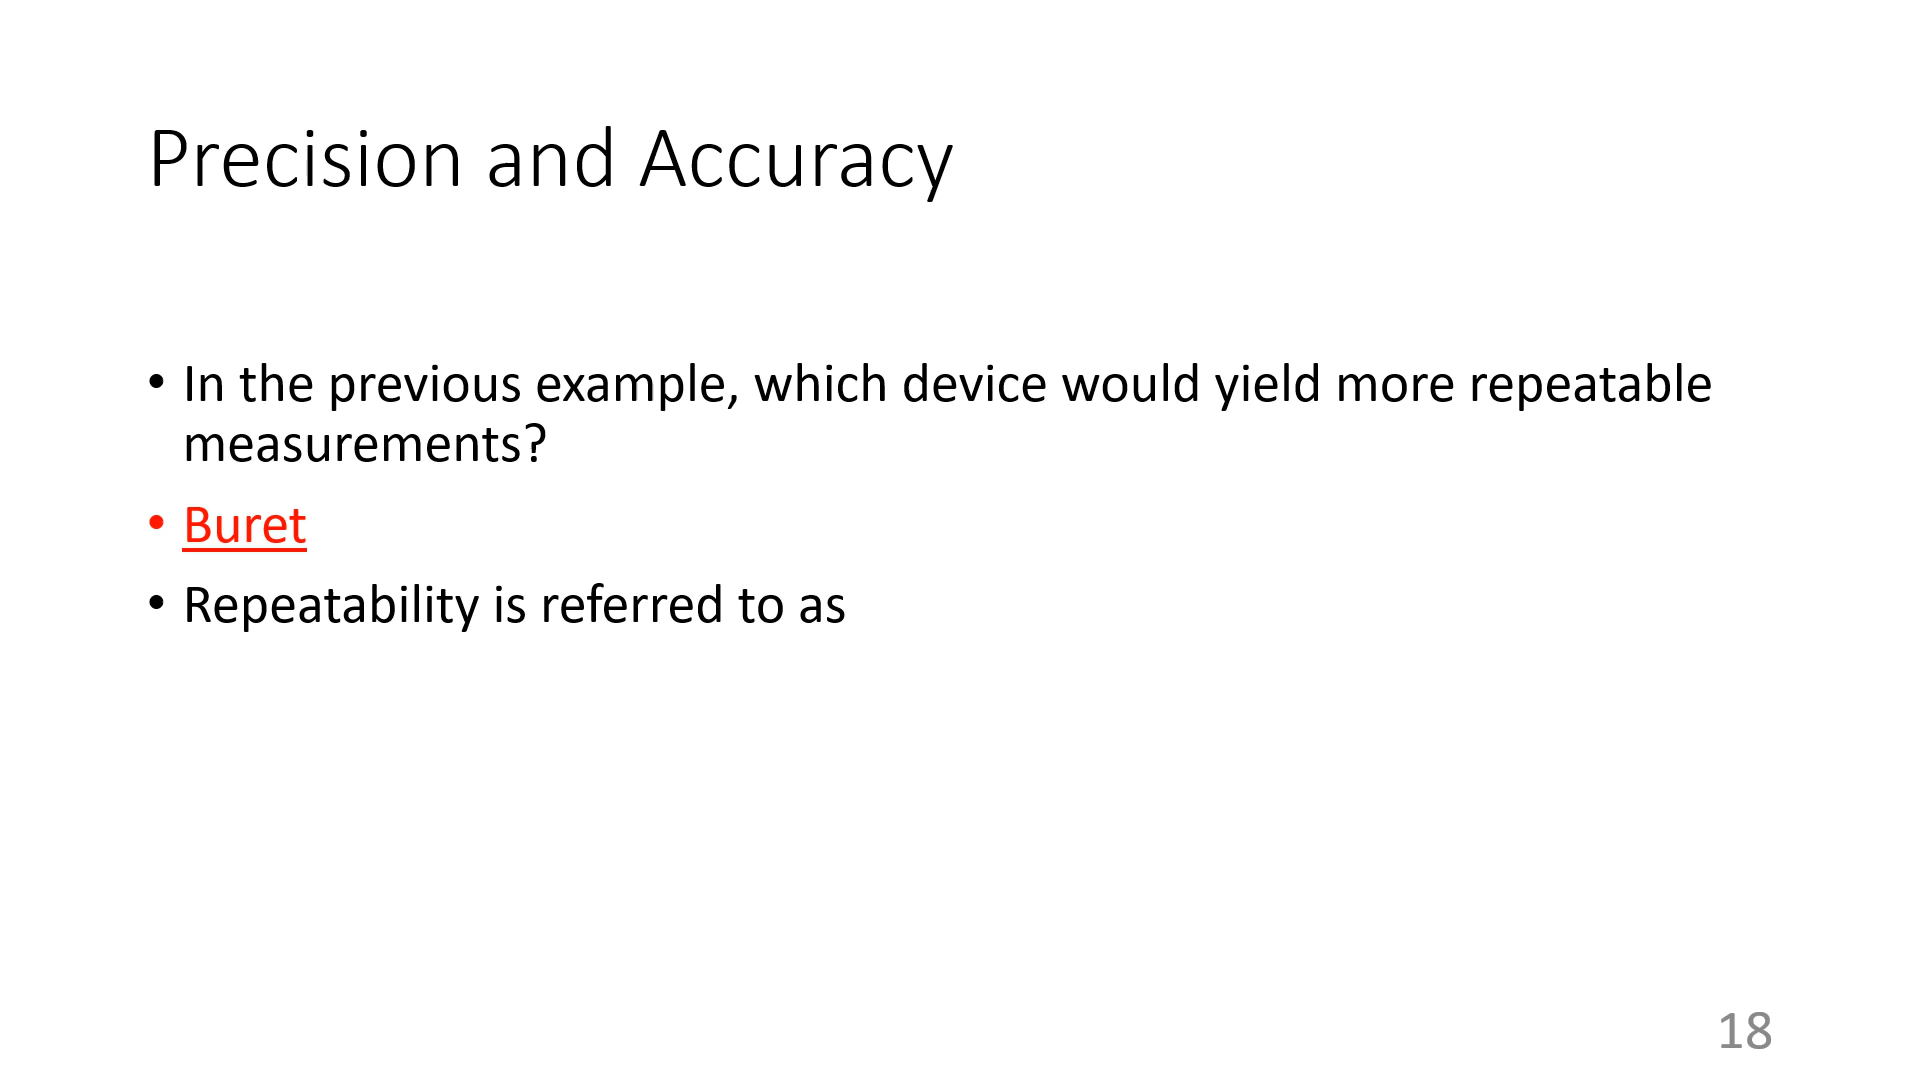 Precision and Accuracy
• In the previous example, which device would yield more repeatable
measurements?
• Buret
• Repeatability is referred to as
18